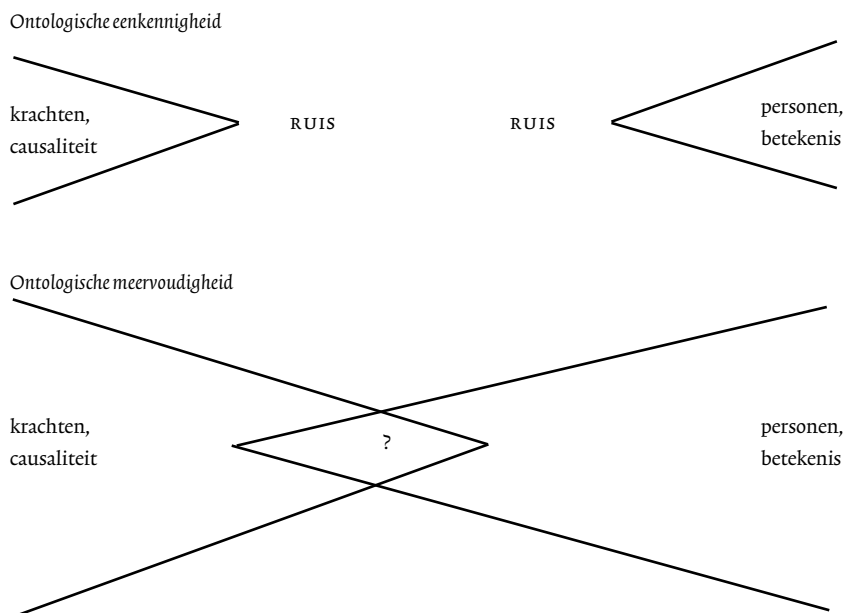 Ontologische eenkennigheid
krachten,
causaliteit
RUIS
RUIS
personen,
betekenis
Ontologische meervoudigheid
krachten,
causaliteit
?
personen,
betekenis